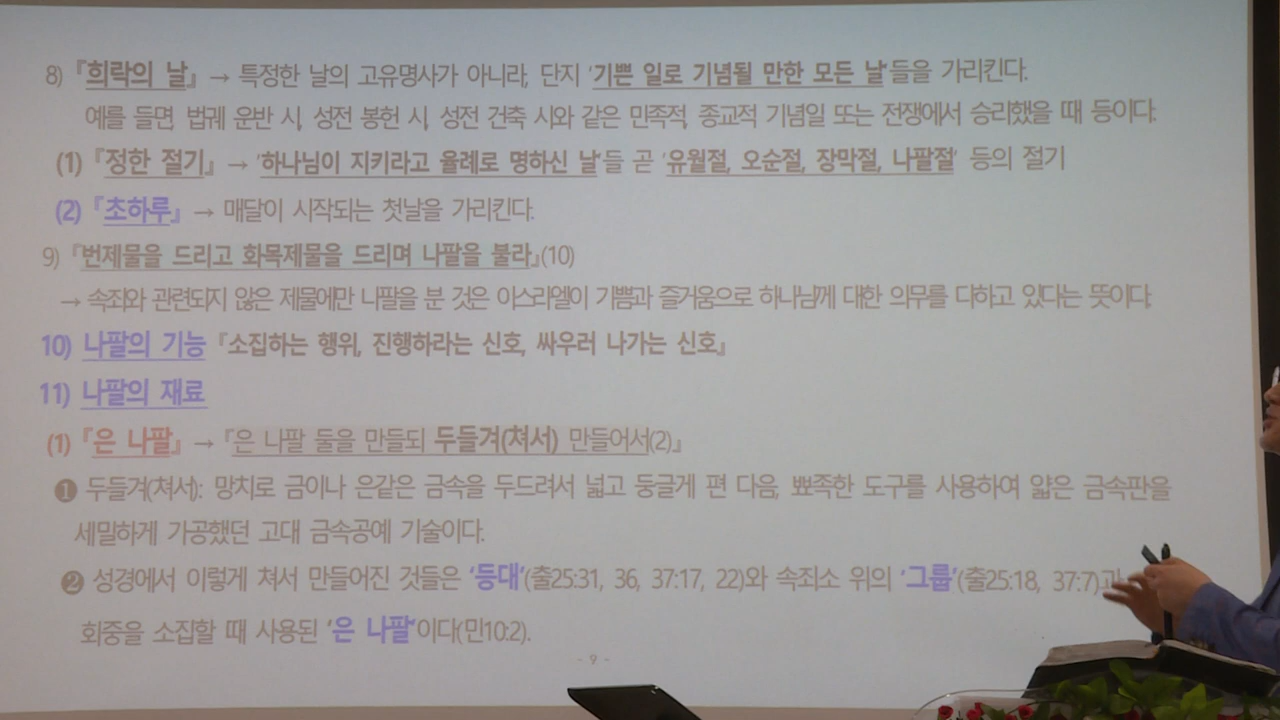 8) 『희락의 날』 → 특정한 날의 고유명사가 아니라, 단지 '기쁜 일로 기념될 만한 모든 날'들을 가리킨다.
예를 들면, 법궤 운반 시, 성전 봉헌 시, 성전 건축 시와 같은 민족적, 종교적 기념일 또는 전쟁에서 승리했을 때 등이다.
(1) 『정한 절기』 → '하나님이 지키라고 율례로 명하신 날'들 곧 '유월절, 오순절, 장막절, 나팔절' 등의 절기
(2) 『초하루』 → 매달이 시작되는 첫날을 가리킨다.
9) 『번제물을 드리고 화목제물을 드리며 나팔을 불라』(10)
→ 속죄와 관련되지 않은 제물에만 나팔을 분 것은 이스라엘이 기쁨과 즐거움으로 하나님께 대한 의무를 다하고 있다는 뜻이다.
10) 나팔의 기능 『소집하는 행위, 진행하라는 신호, 싸우러 나가는 신호』
11) 나팔의 재료
(1) 『은 나팔』 → 『은 나팔 둘을 만들되 두들겨(쳐서) 만들어서(2)』
❶ 두들겨(쳐서): 망치로 금이나 은같은 금속을 두드려서 넓고 둥글게 편 다음, 뾰족한 도구를 사용하여 얇은 금속판을
세밀하게 가공했던 고대 금속공예 기술이다.
❷ 성경에서 이렇게 쳐서 만들어진 것들은 '등대'(출25:31, 36, 37:17, 22)와 속죄소 위의 '그룹'(출25:18, 37:7)과
회중을 소집할 때 사용된 '은 나팔'이다(민10:2).
- 9 -